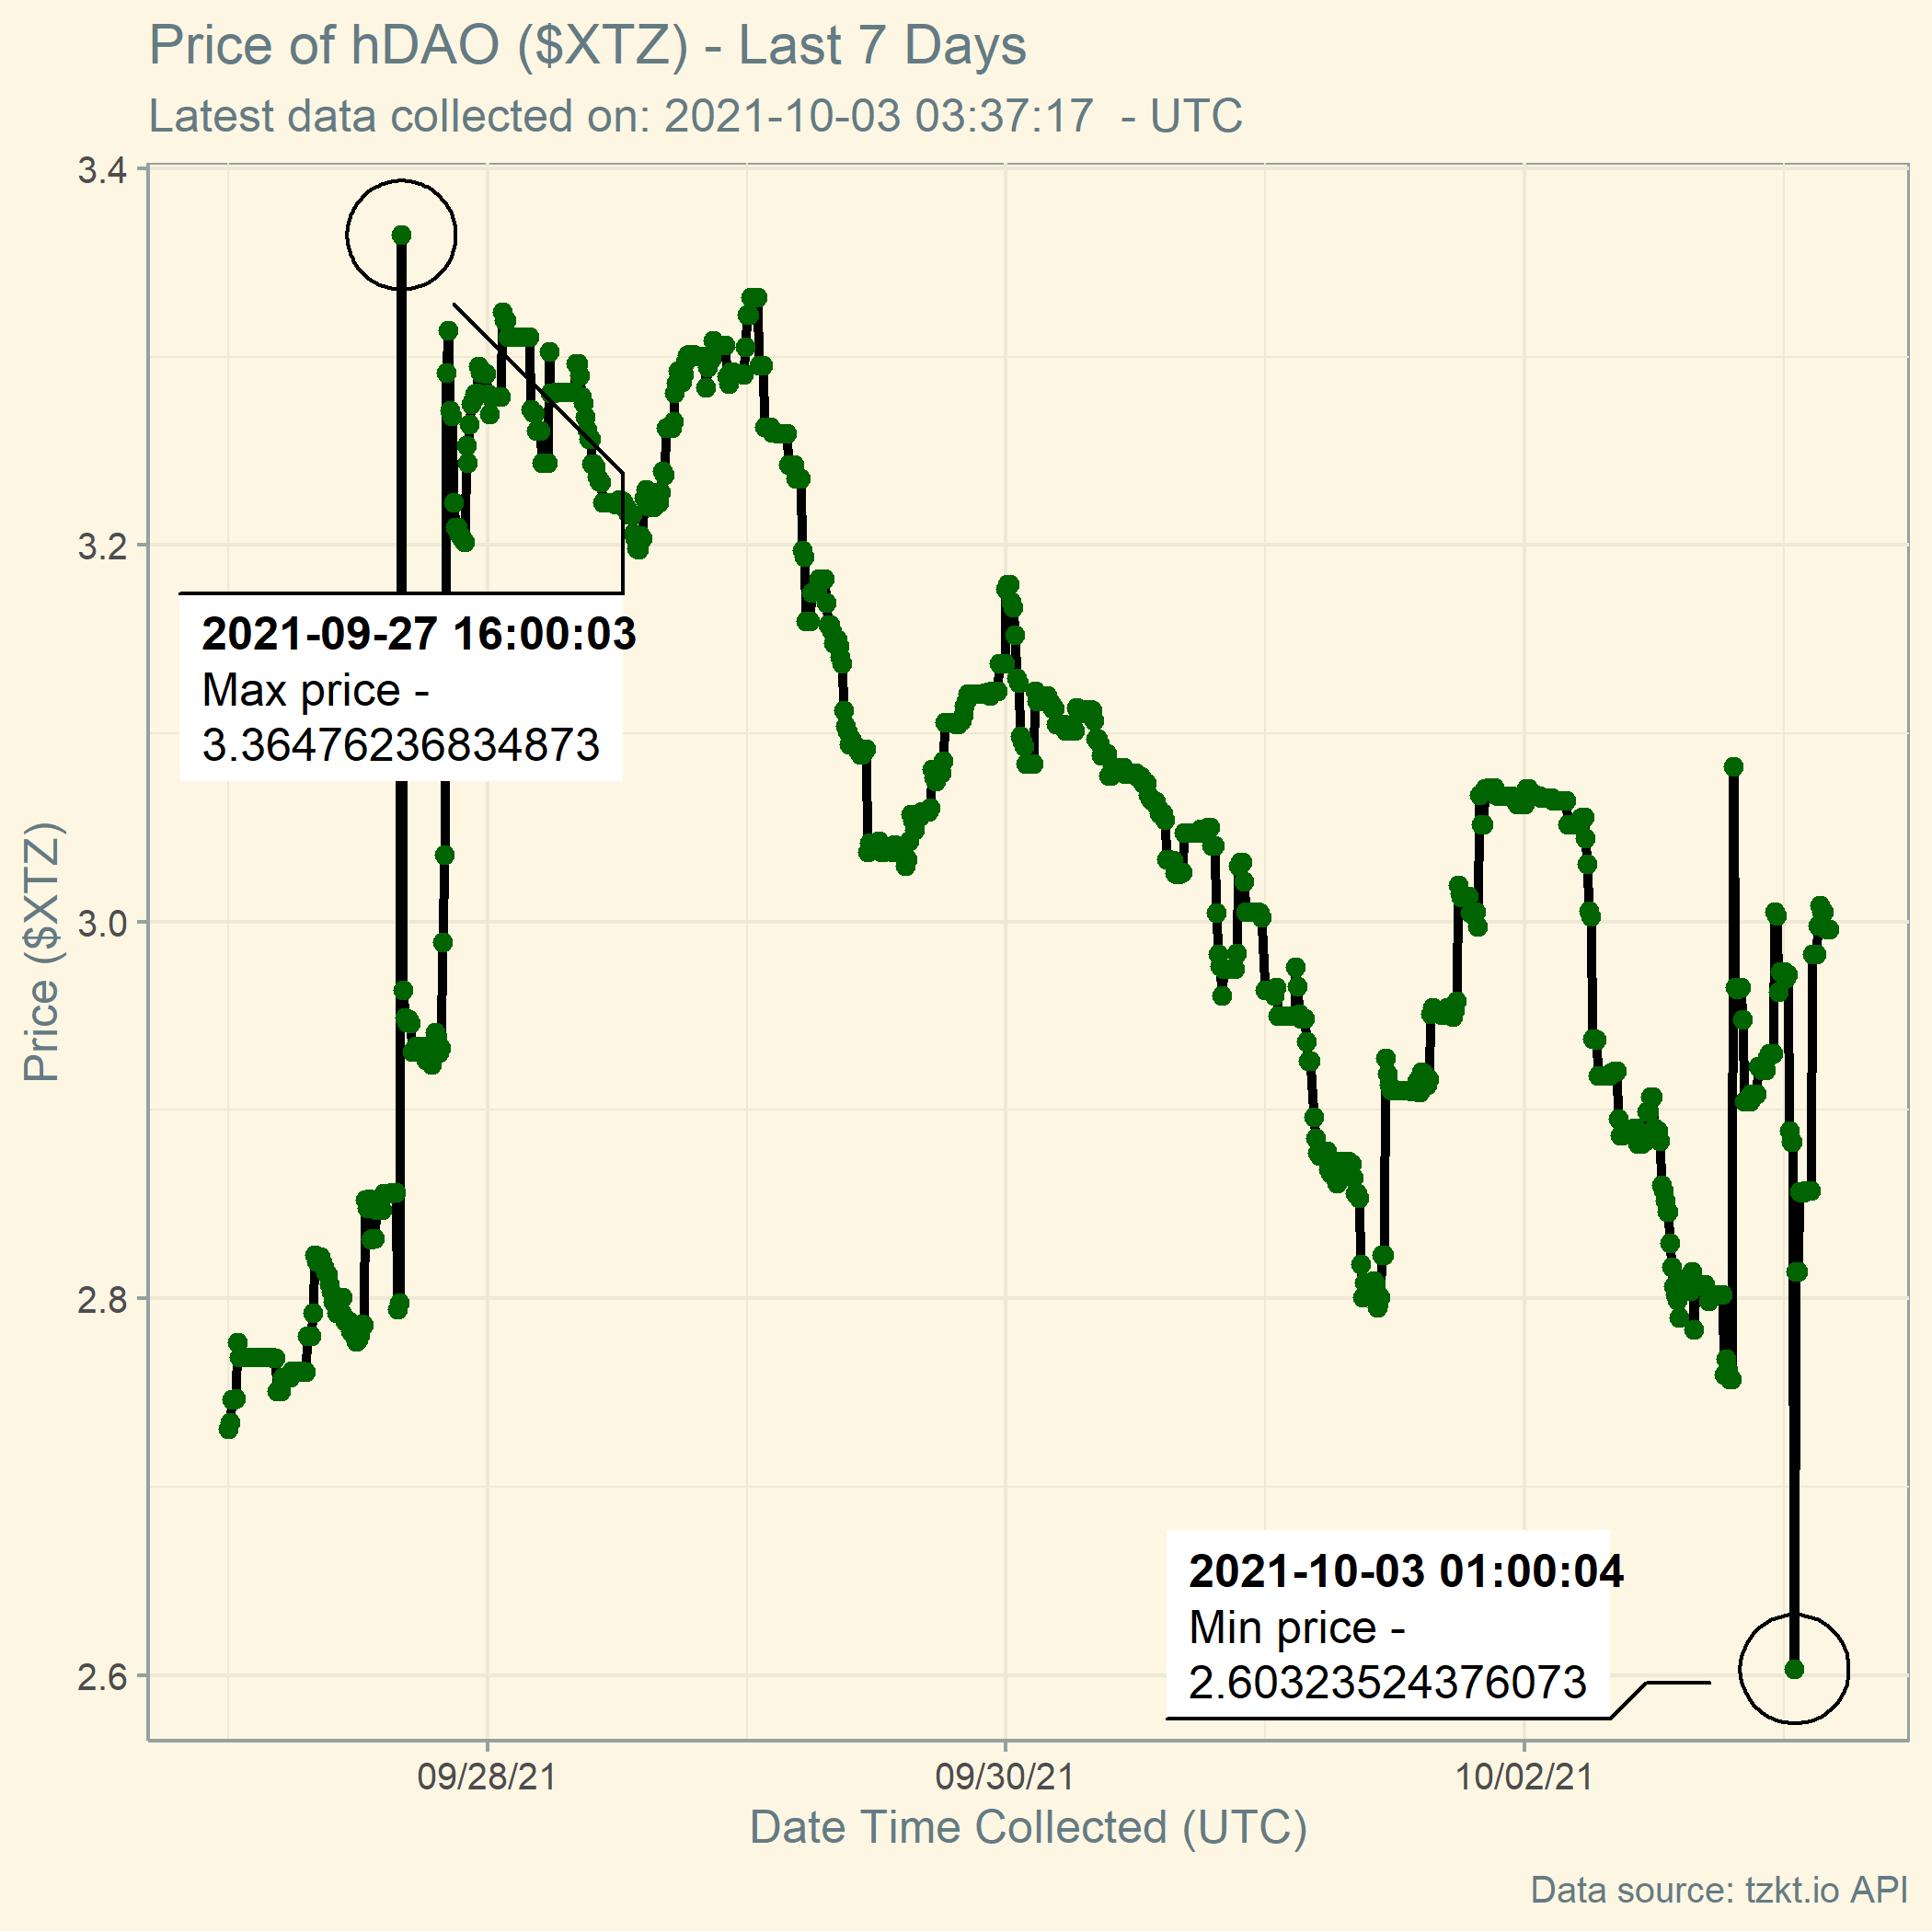 Price of hDAO ($XTZ) - Last 7 Days
Latest data collected on: 2021-10-03 03:37:17  - UTC
3.4
3.2
3.0
2.8
2.6
Price ($XTZ)
2021-09-27 16:00:03
Max price -
3.36476236834873
2021-10-03 01:00:04
Min price -
2.60323524376073
09/28/21
09/30/21
10/02/21
Date Time Collected (UTC)
Data source: tzkt.io API